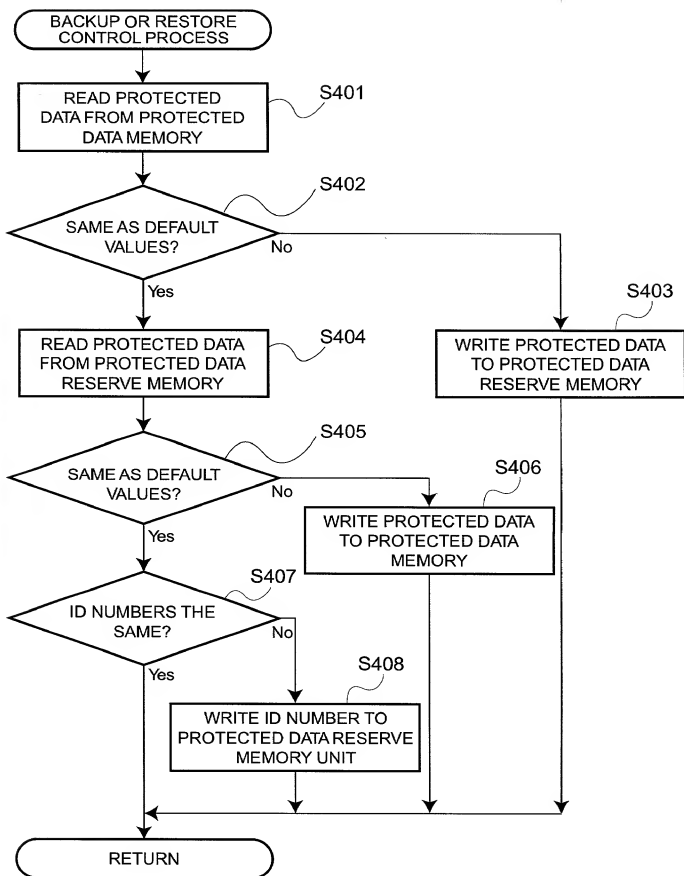 BACKUP OR RESTORE
CONTROL PROCESS
S401
READ PROTECTED
DATA FROM PROTECTED
DATA MEMORY
S402
SAME AS DEFAULT
VALUES?
No
Yes
S403
WRITE PROTECTED DATA
TO PROTECTED DATA
RESERVE MEMORY
S404
READ PROTECTED DATA
FROM PROTECTED DATA
RESERVE MEMORY
S405
SAME AS DEFAULT
VALUES?
No
Yes
S406
WRITE PROTECTED DATA
TO PROTECTED DATA
MEMORY
S407
ID NUMBERS THE
SAME?
No
Yes
S408
WRITE ID NUMBER TO
PROTECTED DATA RESERVE
MEMORY UNIT
RETURN